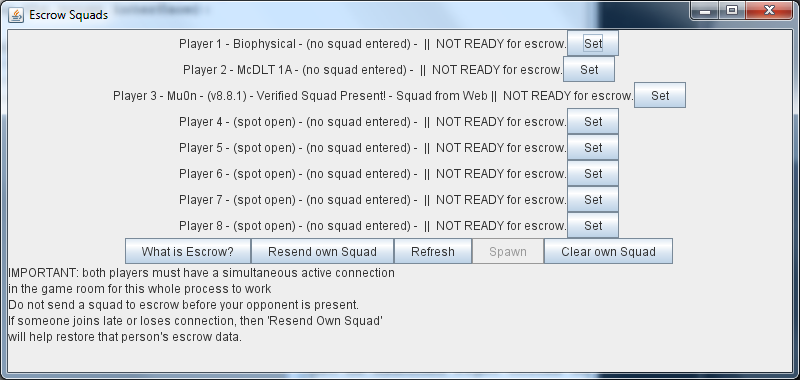 Escrow Squads
Player 1 - Biophysical - (no squad entered) - || NOT READY for escrow. Set
Player 2 - McDLT 1A - (no squad entered) - || NOT READY for escrow. Set
Player 3 - Mu0n - (v8.8.1) - Verified Squad Present! - Squad from Web || NOT READY for escrow. Set
Player 4 - (spot open) - (no squad entered) - || NOT READY for escrow. Set
Player 5 - (spot open) - (no squad entered) - || NOT READY for escrow. Set
Player 6 - (spot open) - (no squad entered) - || NOT READY for escrow. Set
Player 7 - (spot open) - (no squad entered) - || NOT READY for escrow. Set
Player 8 - (spot open) - (no squad entered) - || NOT READY for escrow. Set
What is Escrow? Resend own Squad Refresh Spawn Clear own Squad
IMPORTANT: both players must have a simultaneous active connection
in the game room for this whole process to work
Do not send a squad to escrow before your opponent is present.
If someone joins late or loses connection, then 'Resend Own Squad'
will help restore that person's escrow data.